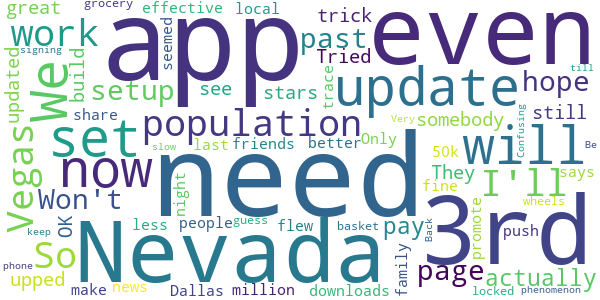 grocery
great effective local trick
work app past even
Tried
seemed
updated
We
build
setup see stars
trace
update hope
share population somebody still
Vegas
set last friends better Only
Very
Confusing
Be
slow
50k will
now night need They I'll says
Won't fine
OK
less people guess flew basket pay
promote
3rd
wheels
Back
push
So Nevada
family
page actually
keep
upped
phone
make news Dallas million downloads locked phenomenon
signing
till